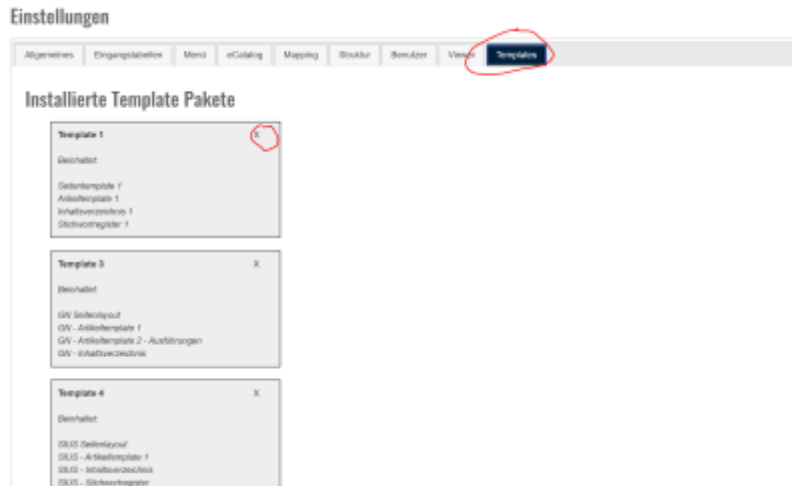 Einstellungen
Allgemeines Eingangstabellen Menü eCatalog Mapping Struktur Benutzer Viewer Templates
Installierte Template Pakete
Template 1 X
Beinhaltet:
Seitentemplate 1
Artikeltemplate 1
Inhaltsverzeichnis 1
Stichwortregister 1
Template 3 X
Beinhaltet:
GN Seitenlayout
GN - Artikeltemplate 1
GN - Artikeltemplate 2 - Ausführungen
GN - Inhaltsverzeichnis
Template 4 X
Beinhaltet:
Seitenlayout
- Artikeltemplate 1
- Inhaltsverzeichnis
- Stichwortregister